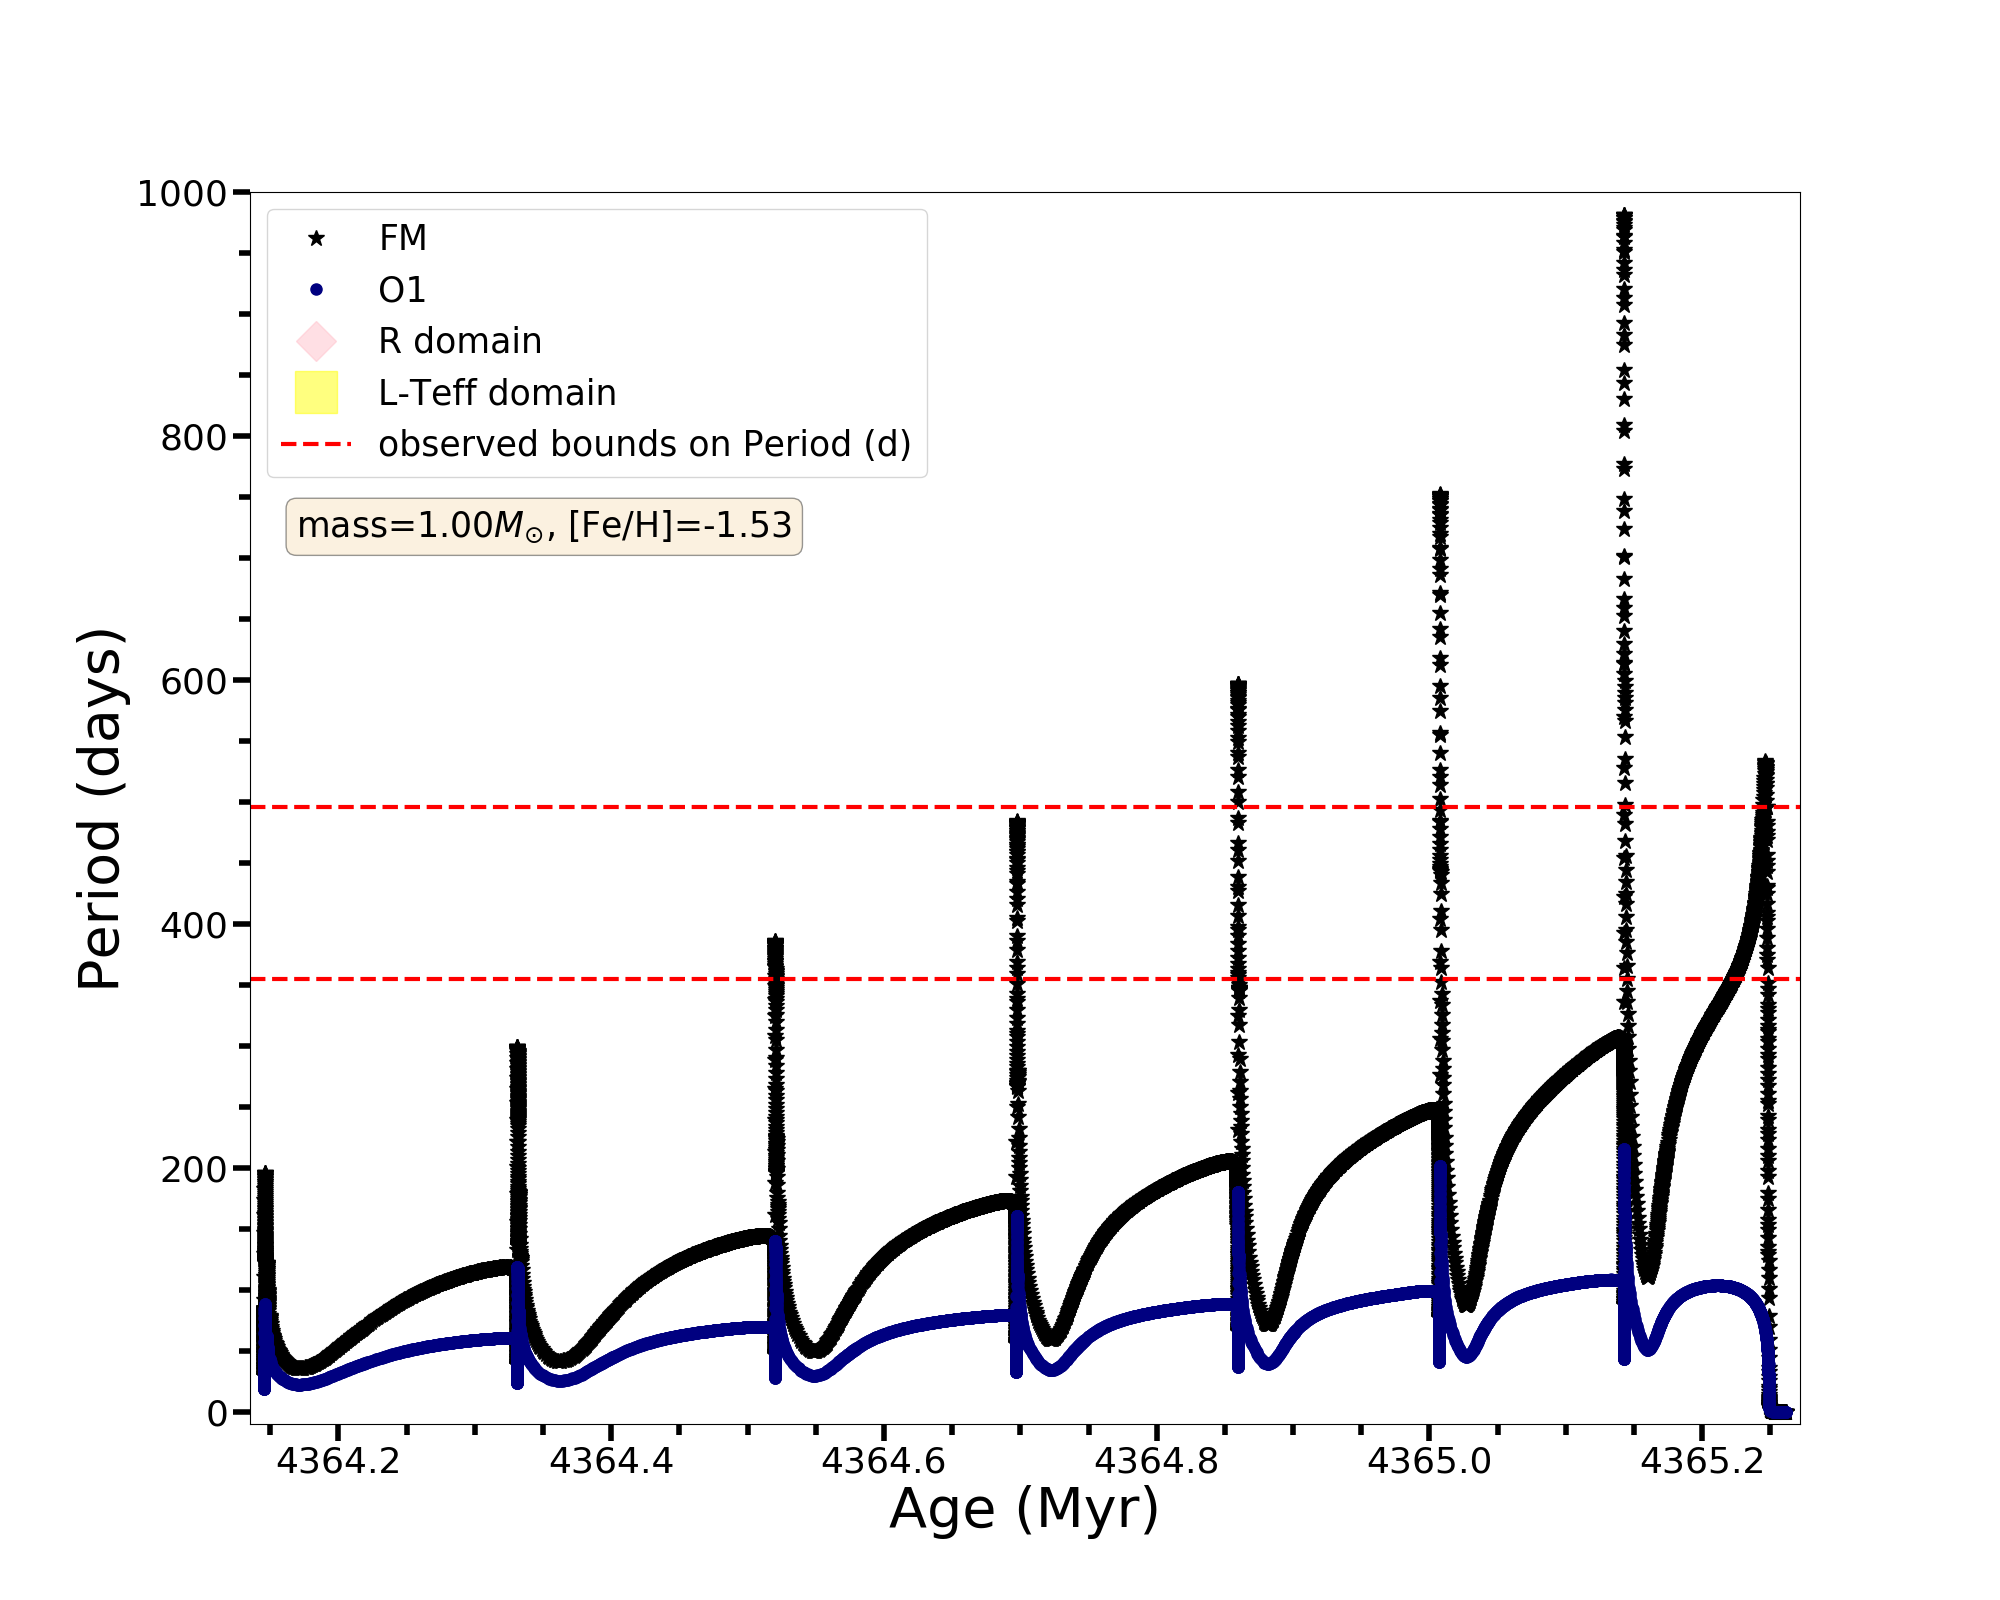 1000
800
600
400
200
0
Period (days)
FM
O1
R domain
L-Teff domain
observed bounds on Period (d)
mass=1.00M⊙, [Fe/H]=-1.53
4364.2 4364.4 4364.6 4364.8 4365.0 4365.2
Age (Myr)